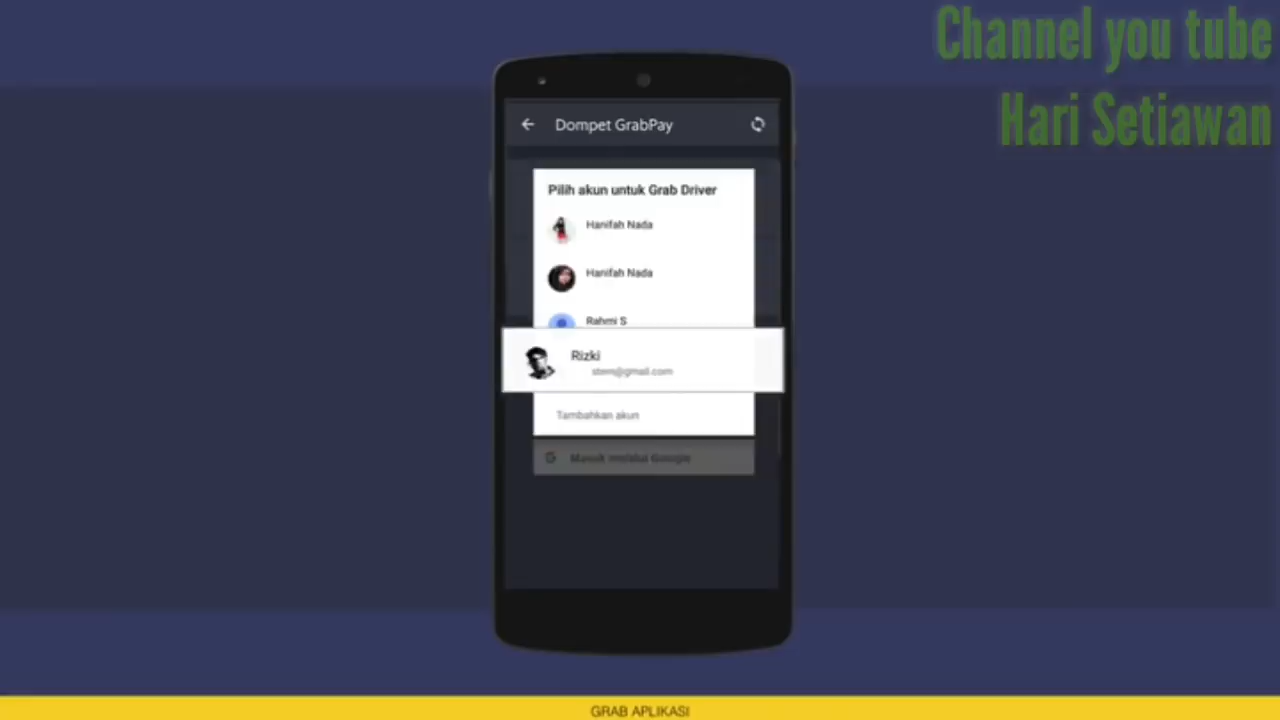 Channel you tube
Hari Setiawan
Dompet GrabPay
Pilih akun untuk Grab Driver
Hanifah Nada
Hanifah Nada
Rahmi S
Rizki
stem@gmail.com
Tambahkan akun
G Masuk melalui Google
GRAB APLIKASI